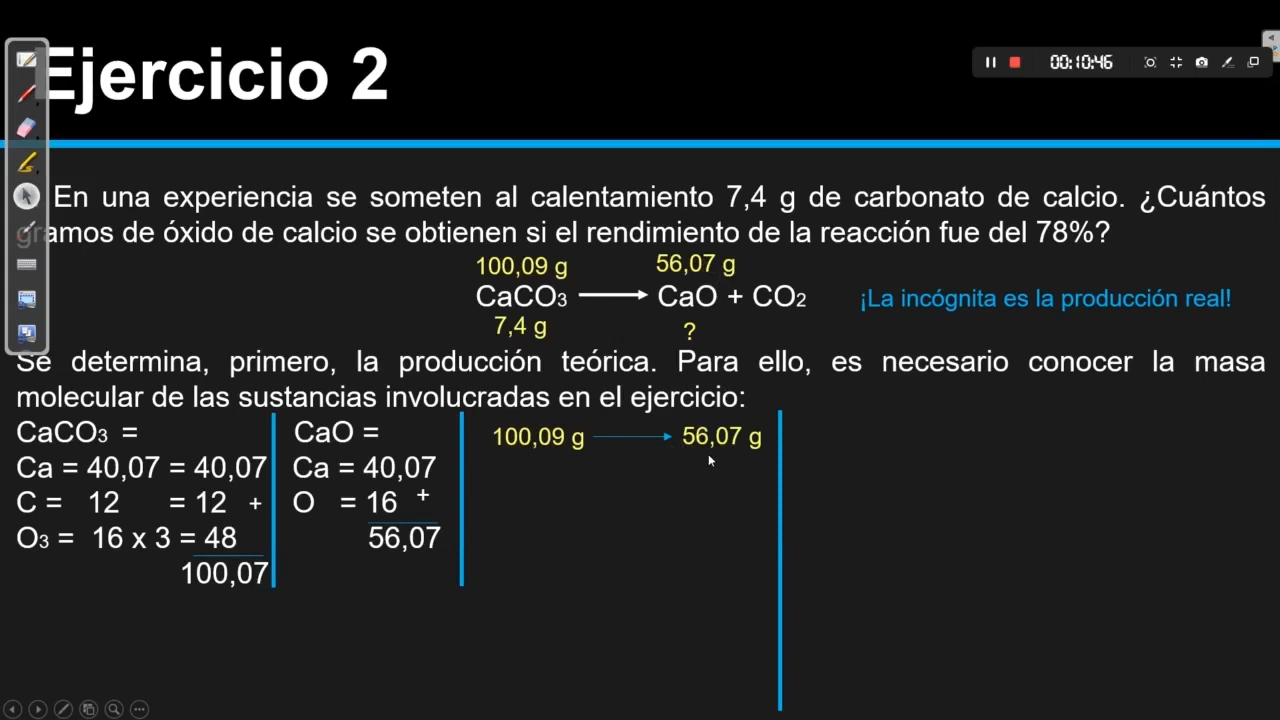 Ejercicio 2
00:10:46
En una experiencia se someten al calentamiento 7,4 g de carbonato de calcio. ¿Cuántos
gramos de óxido de calcio se obtienen si el rendimiento de la reacción fue del 78%?
100,09 g 56,07 g
CaCO3 ⟶ CaO + CO2 ¡La incógnita es la producción real!
7,4 g ?
Se determina, primero, la producción teórica. Para ello, es necesario conocer la masa
molecular de las sustancias involucradas en el ejercicio:
CaCO3 =
Ca = 40,07 = 40,07
C = 12 = 12 +
O3 = 16 x 3 = 48
100,07
CaO =
Ca = 40,07
O = 16 +
56,07
100,09 g ⟶ 56,07 g